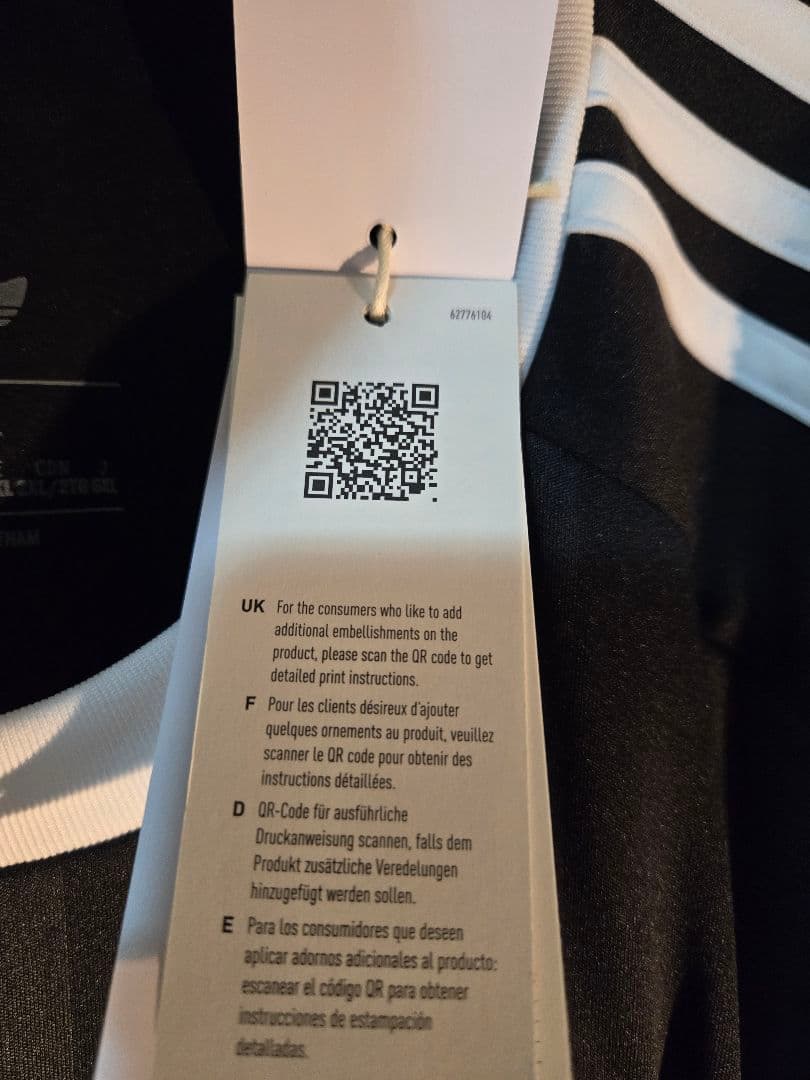 62776104
UK For the consumers who like to add
additional embellishments on the
product, please scan the QR code to get
detailed print instructions.
F Pour les clients désireux d'ajouter
quelques ornements au produit, veuillez
scanner le QR code pour obtenir des
instructions détaillées.
D QR-Code für ausführliche
Druckanweisung scannen, falls dem
Produkt zusätzliche Veredelungen
hinzugefügt werden sollen.
E Para los consumidores que deseen
aplicar adornos adicionales al producto:
escanear el código QR para obtener
instrucciones de estampación
detalladas.